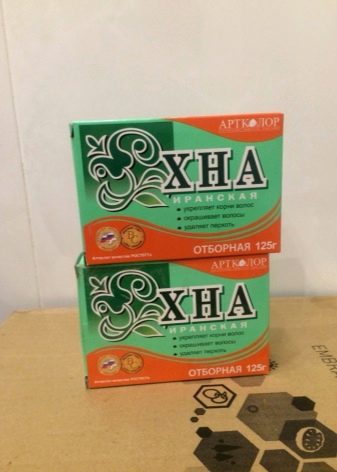 АРТКОЛОР
ХНА
ИРАНСКАЯ
• укрепляет корни волос
• окрашивает волосы
• удаляет перхоть
ОТБОРНАЯ 125г
АРТКОЛОР
ХНА
ИРАНСКАЯ
• укрепляет корни волос
• окрашивает волосы
• удаляет перхоть
ОТБОРНАЯ 125г
EMBRA